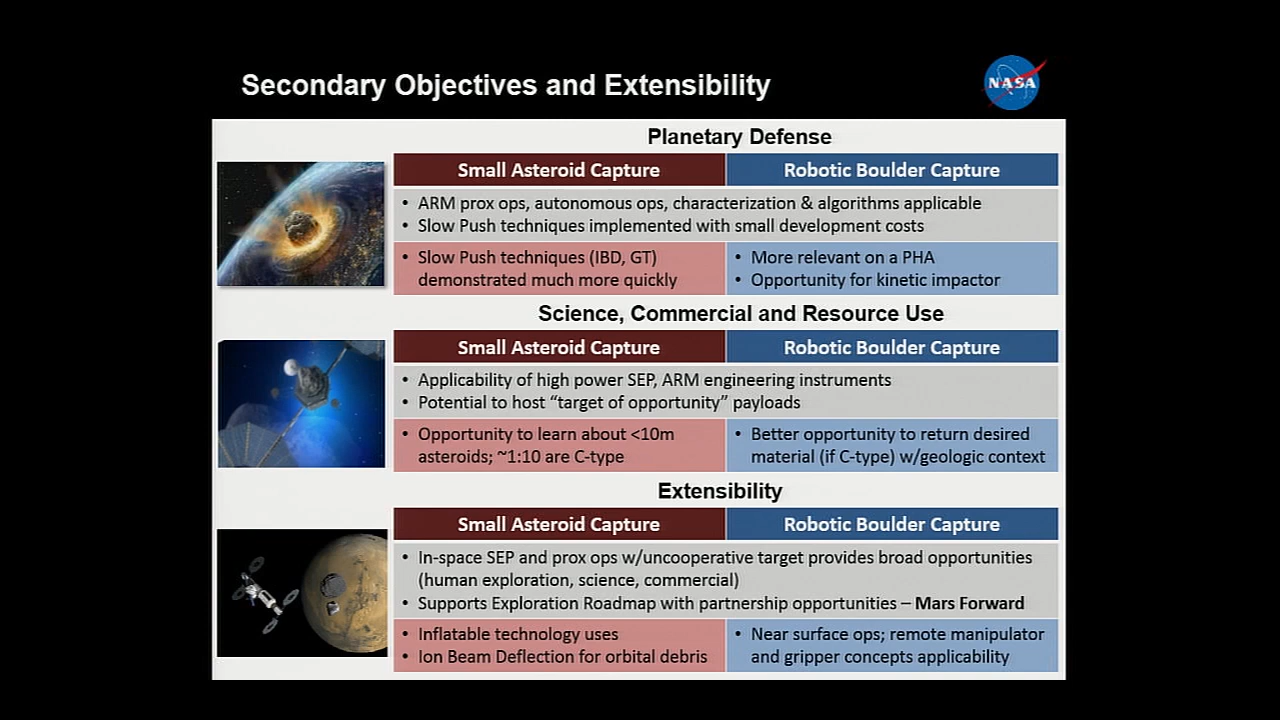 Secondary Objectives and Extensibility
NASA
Planetary Defense
Small Asteroid Capture
Robotic Boulder Capture
• ARM prox ops, autonomous ops, characterization & algorithms applicable
• Slow Push techniques implemented with small development costs
• Slow Push techniques (IBD, GT)
demonstrated much more quickly
• More relevant on a PHA
• Opportunity for kinetic impactor
Science, Commercial and Resource Use
Small Asteroid Capture
Robotic Boulder Capture
• Applicability of high power SEP, ARM engineering instruments
• Potential to host “target of opportunity” payloads
• Opportunity to learn about <10m
asteroids; ~1:10 are C-type
• Better opportunity to return desired
material (if C-type) w/geologic context
Extensibility
Small Asteroid Capture
Robotic Boulder Capture
• In-space SEP and prox ops w/uncooperative target provides broad opportunities
(human exploration, science, commercial)
• Supports Exploration Roadmap with partnership opportunities – Mars Forward
• Inflatable technology uses
• Ion Beam Deflection for orbital debris
• Near surface ops; remote manipulator
and gripper concepts applicability